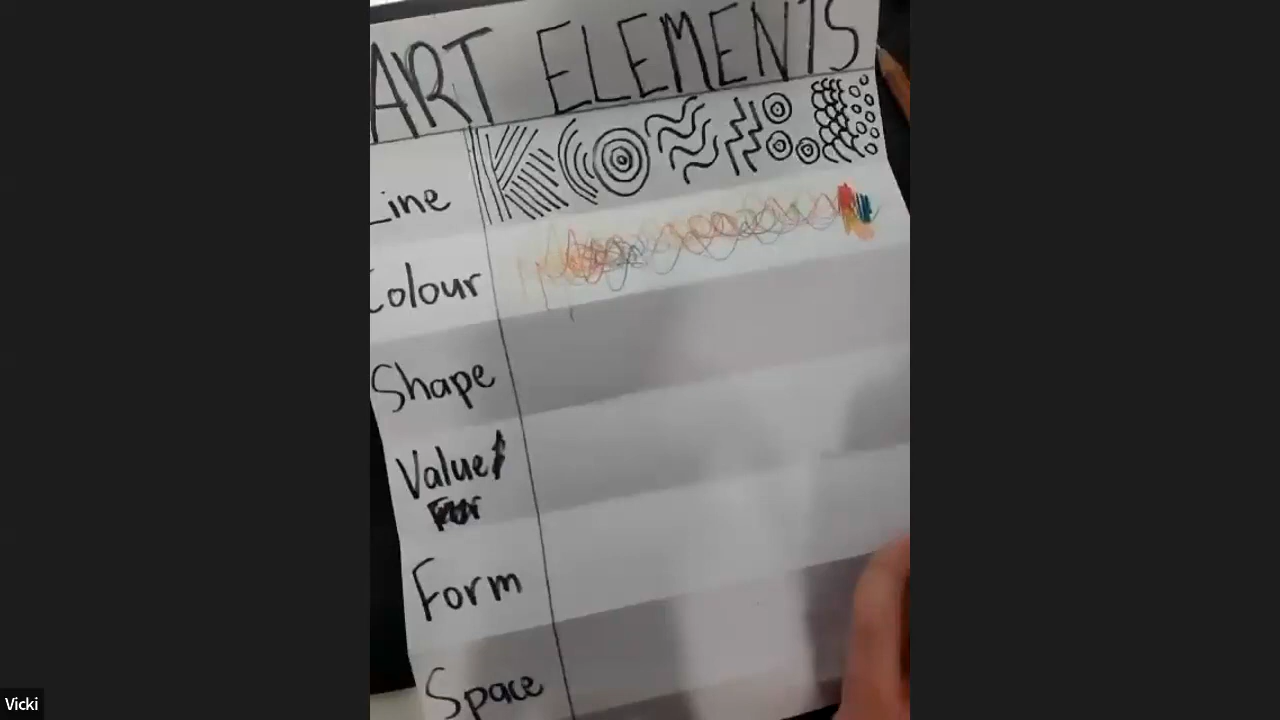 ART ELEMENTS
Line
Colour
Shape
Value
Form
Space
Vicki